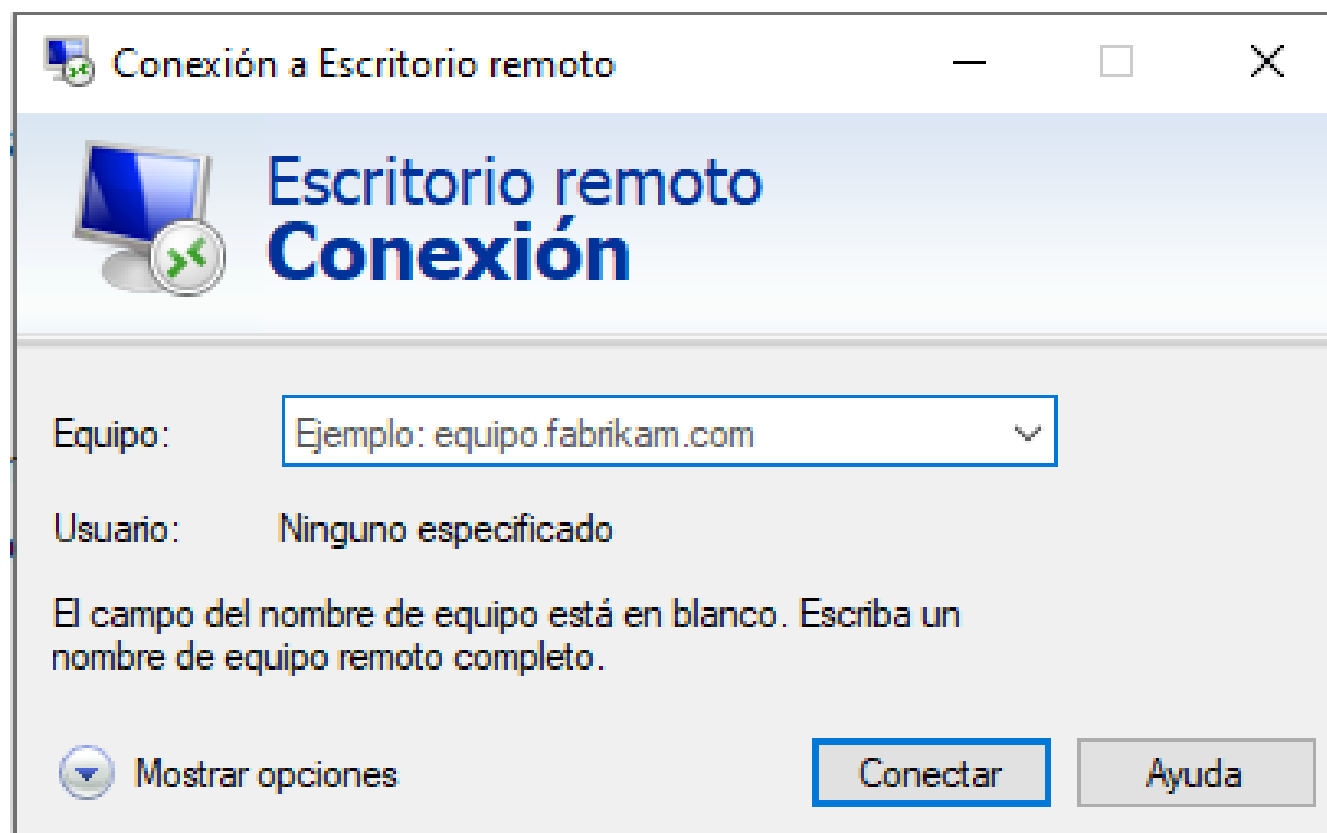 Conexión a Escritorio remoto
Escritorio remoto
Conexión
Equipo: Ejemplo: equipo.fabrikam.com
Usuario: Ninguno especificado
El campo del nombre de equipo está en blanco. Escriba un
nombre de equipo remoto completo.
Mostrar opciones Conectar Ayuda